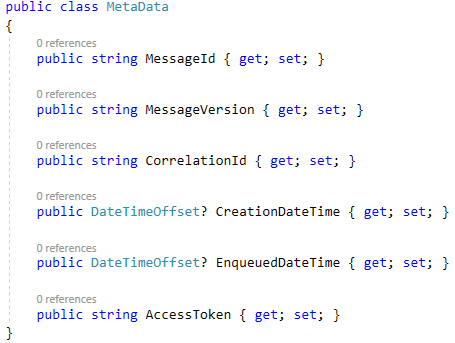 public class MetaData
{
0 references
public string MessageId { get; set; }
0 references
public string MessageVersion { get; set; }
0 references
public string CorrelationId { get; set; }
0 references
public DateTimeOffset? CreationDateTime { get; set; }
0 references
public DateTimeOffset? EnqueuedDateTime { get; set; }
0 references
public string AccessToken { get; set; }
}